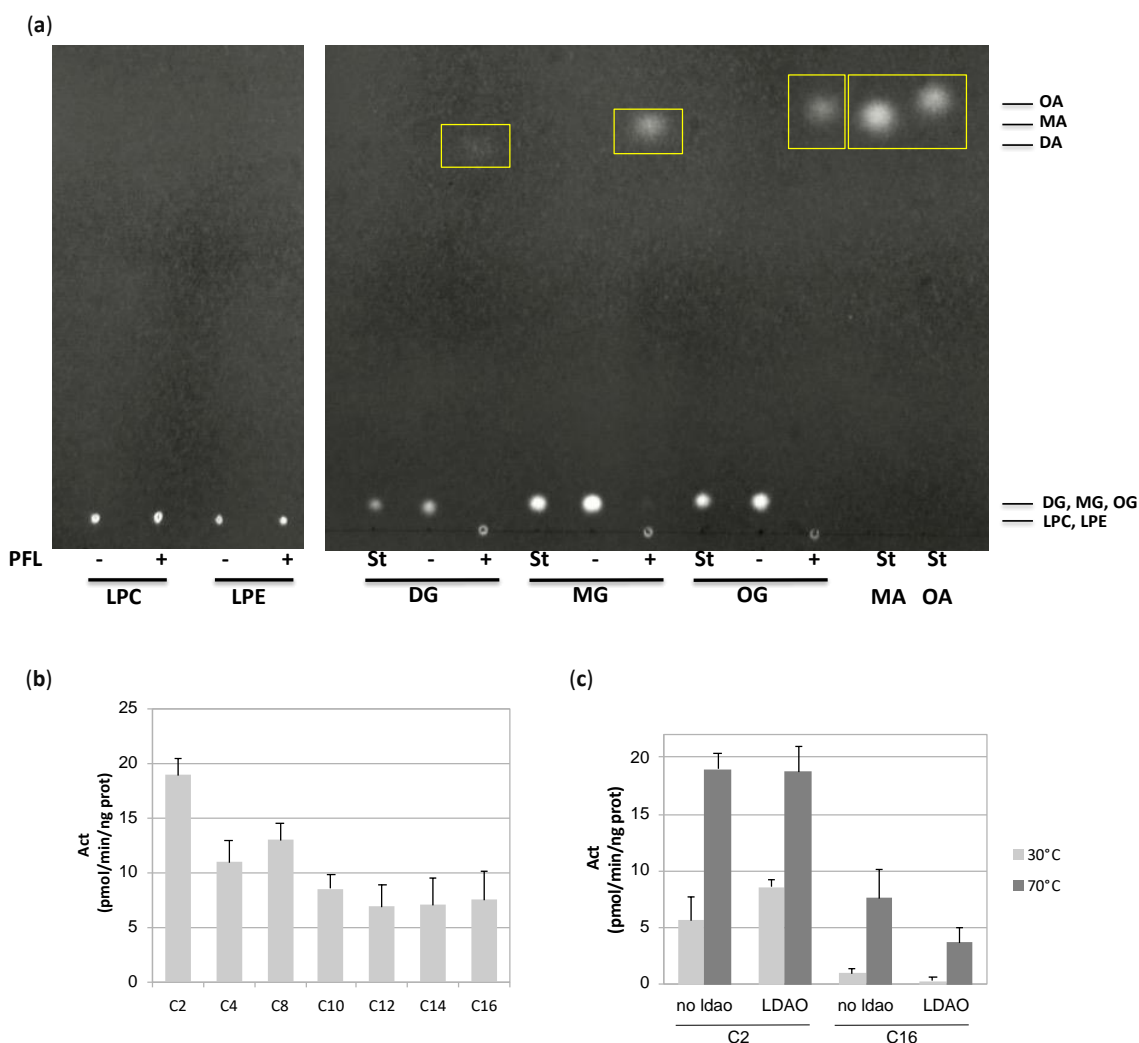 (a)
OA
MA
DA
DG, MG, OG
LPC, LPE
PFL - + - + St - + St - + St - + St St
LPC LPE DG MG OG MA OA
(b)
25
20
15
10
5
0
Act
(pmol/min/ng prot)
C2 C4 C8 C10 C12 C14 C16
(c)
20
15
10
5
0
Act
(pmol/min/ng prot)
no ldao LDAO no ldao LDAO
C2 C16
30°C
70°C